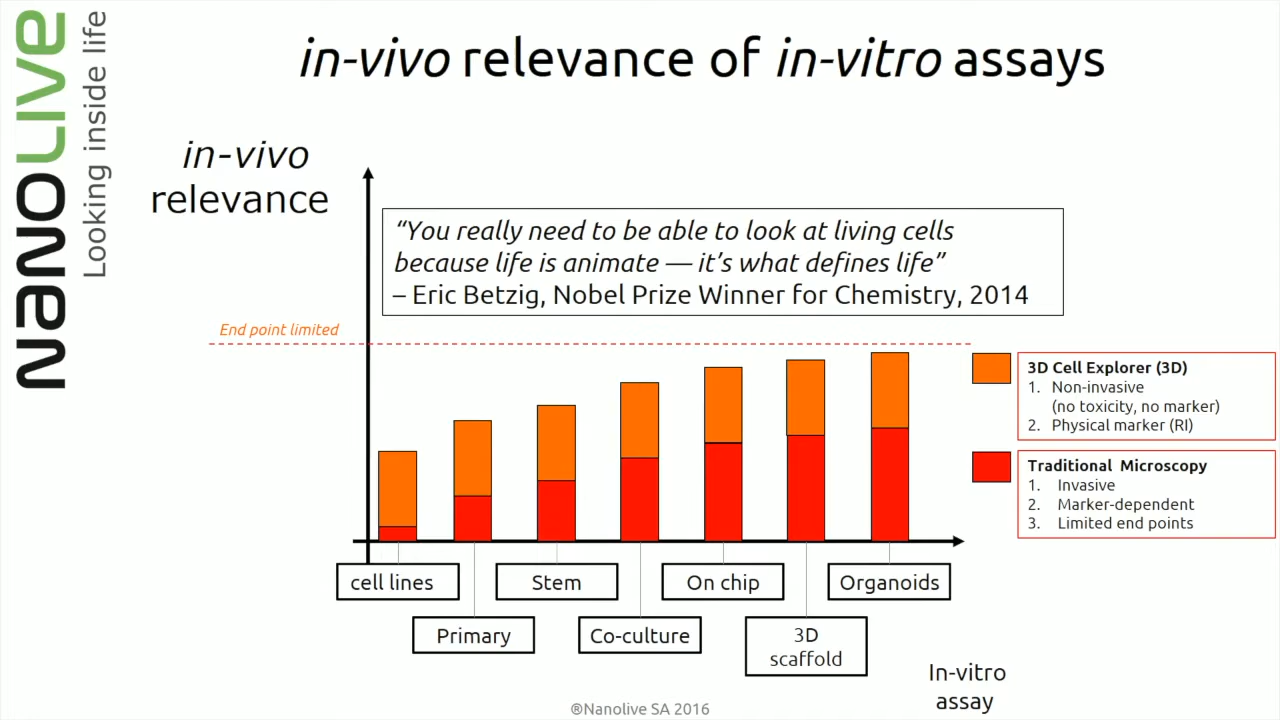 NANOLIVE
Looking inside life
in-vivo relevance of in-vitro assays
in-vivo
relevance
“You really need to be able to look at living cells
because life is animate — it’s what defines life”
– Eric Betzig, Nobel Prize Winner for Chemistry, 2014
End point limited
3D Cell Explorer (3D)
1. Non-invasive
(no toxicity, no marker)
2. Physical marker (RI)
Traditional Microscopy
1. Invasive
2. Marker-dependent
3. Limited end points
cell lines
Stem
On chip
Organoids
Primary
Co-culture
3D
scaffold
In-vitro
assay
®Nanolive SA 2016